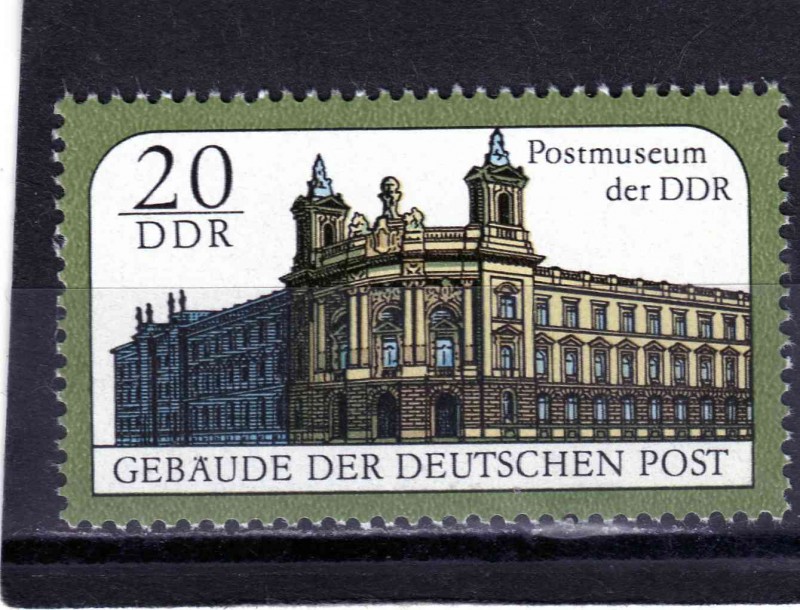 20
DDR
Postmuseum
der DDR
GEBÄUDE DER DEUTSCHEN POST